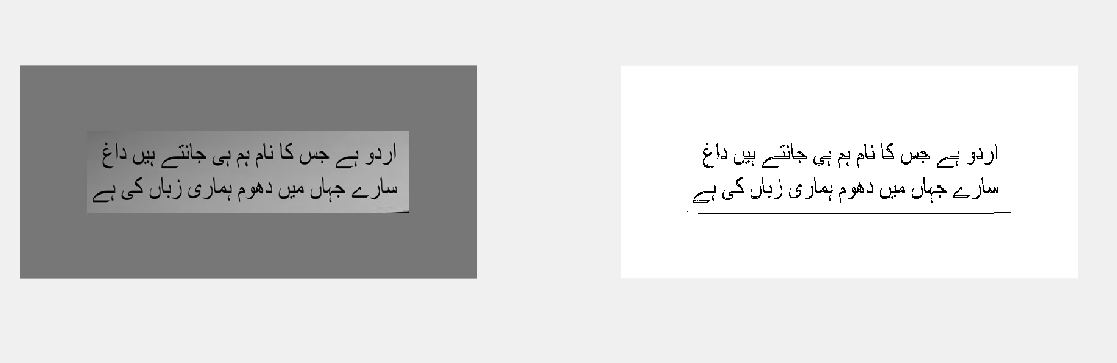 اردو ہے جس کا نام ہم ہی جانتے ہیں داغ
سارے جہاں میں دھوم ہماری زباں کی ہے
اردو ہے جس کا نام ہم ہی جانتے ہیں داغ
سارے جہاں میں دھوم ہماری زباں کی ہے